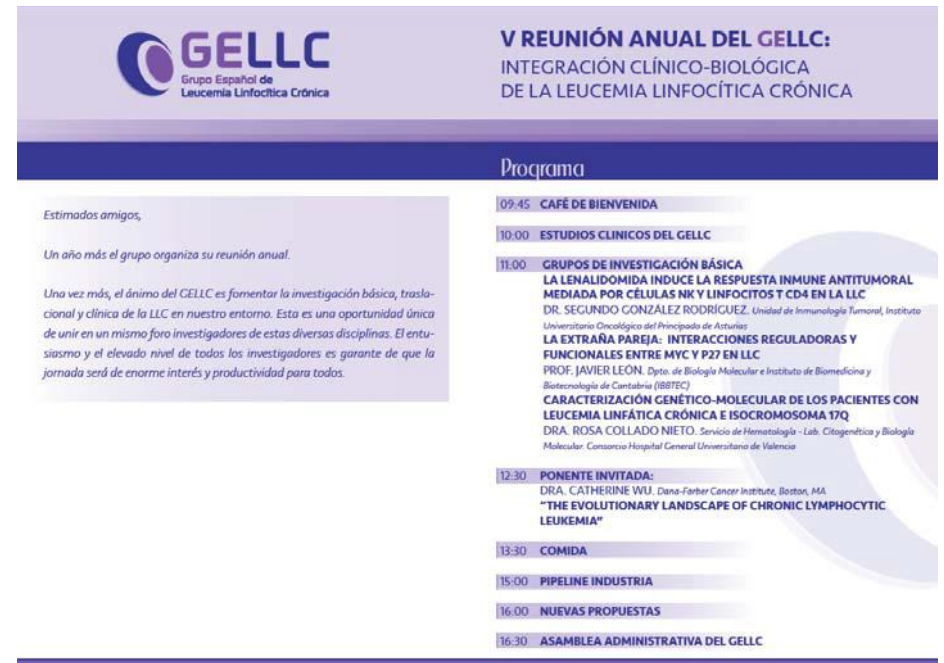 GELLC
Grupo Español de
Leucemia Linfocítica Crónica
V REUNIÓN ANUAL DEL GELLC:
INTEGRACIÓN CLÍNICO-BIOLÓGICA
DE LA LEUCEMIA LINFOCÍTICA CRÓNICA
Estimados amigos,
Un año más el grupo organiza su reunión anual.
Una vez más, el ánimo del GELLC es fomentar la investigación básica, trasla-
cional y clínica de la LLC en nuestro entorno. Esta es una oportunidad única
de unir en un mismo foro investigadores de estas diversas disciplinas. El entu-
siasmo y el elevado nivel de todos los investigadores es garante de que la
jornada será de enorme interés y productividad para todos.
Programa
09:45 CAFÉ DE BIENVENIDA
10:00 ESTUDIOS CLINICOS DEL GELLC
11:00 GRUPOS DE INVESTIGACIÓN BÁSICA
LA LENALIDOMIDA INDUCE LA RESPUESTA INMUNE ANTITUMORAL
MEDIADA POR CÉLULAS NK Y LINFOCITOS T CD4 EN LA LLC
DR. SEGUNDO GONZÁLEZ RODRÍGUEZ. Unidad de Inmunología Tumoral, Instituto
Universitario Oncológico del Principado de Asturias
LA EXTRAÑA PAREJA: INTERACCIONES REGULADORAS Y
FUNCIONALES ENTRE MYC Y P27 EN LLC
PROF. JAVIER LEÓN. Dpto. de Biología Molecular e Instituto de Biomedicina y
Biotecnología de Cantabria (IBBTEC)
CARACTERIZACIÓN GENÉTICO-MOLECULAR DE LOS PACIENTES CON
LEUCEMIA LINFÁTICA CRÓNICA E ISOCROMOSOMA 17Q
DRA. ROSA COLLADO NIETO. Servicio de Hematología - Lab. Citogenética y Biología
Molecular. Consorcio Hospital General Universitario de Valencia
12:30 PONENTE INVITADA:
DRA. CATHERINE WU. Dana-Farber Cancer Institute, Boston, MA
"THE EVOLUTIONARY LANDSCAPE OF CHRONIC LYMPHOCYTIC
LEUKEMIA"
13:30 COMIDA
15:00 PIPELINE INDUSTRIA
16:00 NUEVAS PROPUESTAS
16:30 ASAMBLEA ADMINISTRATIVA DEL GELLC